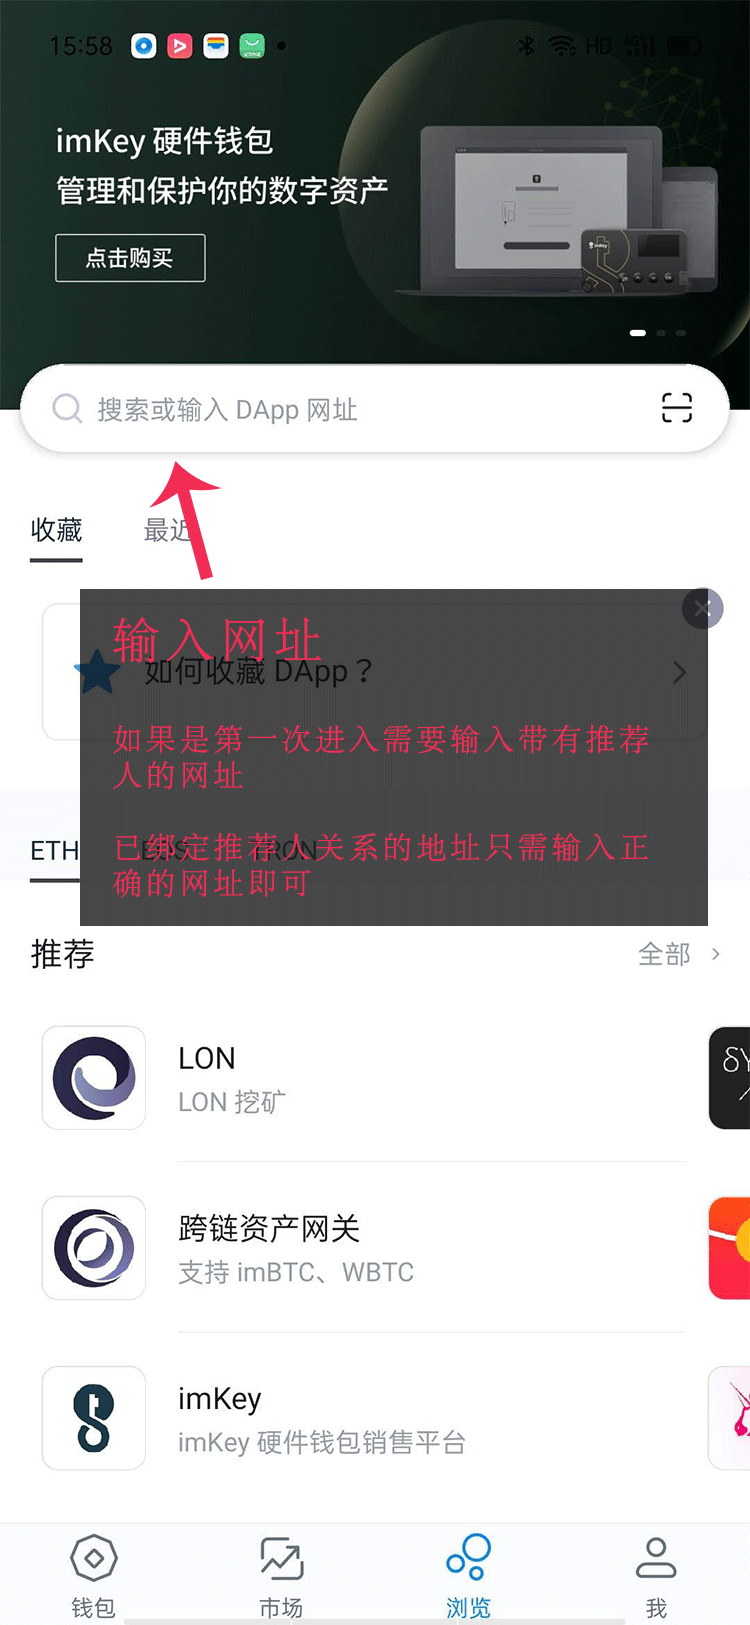 15:58
HD
imKey 硬件钱包
管理和保护你的数字资产
点击购买
imKey
搜索或输入 DApp 网址
收藏
最近
输入网址
如何收藏 DApp？
如果是第一次进入需要输入带有推荐
人的网址
ETH
EOS
TRON
已绑定推荐人关系的地址只需输入正
确的网址即可
推荐
全部
LON
LON 挖矿
跨链资产网关
支持 imBTC、WBTC
imKey
imKey 硬件钱包销售平台
钱包
市场
浏览
我